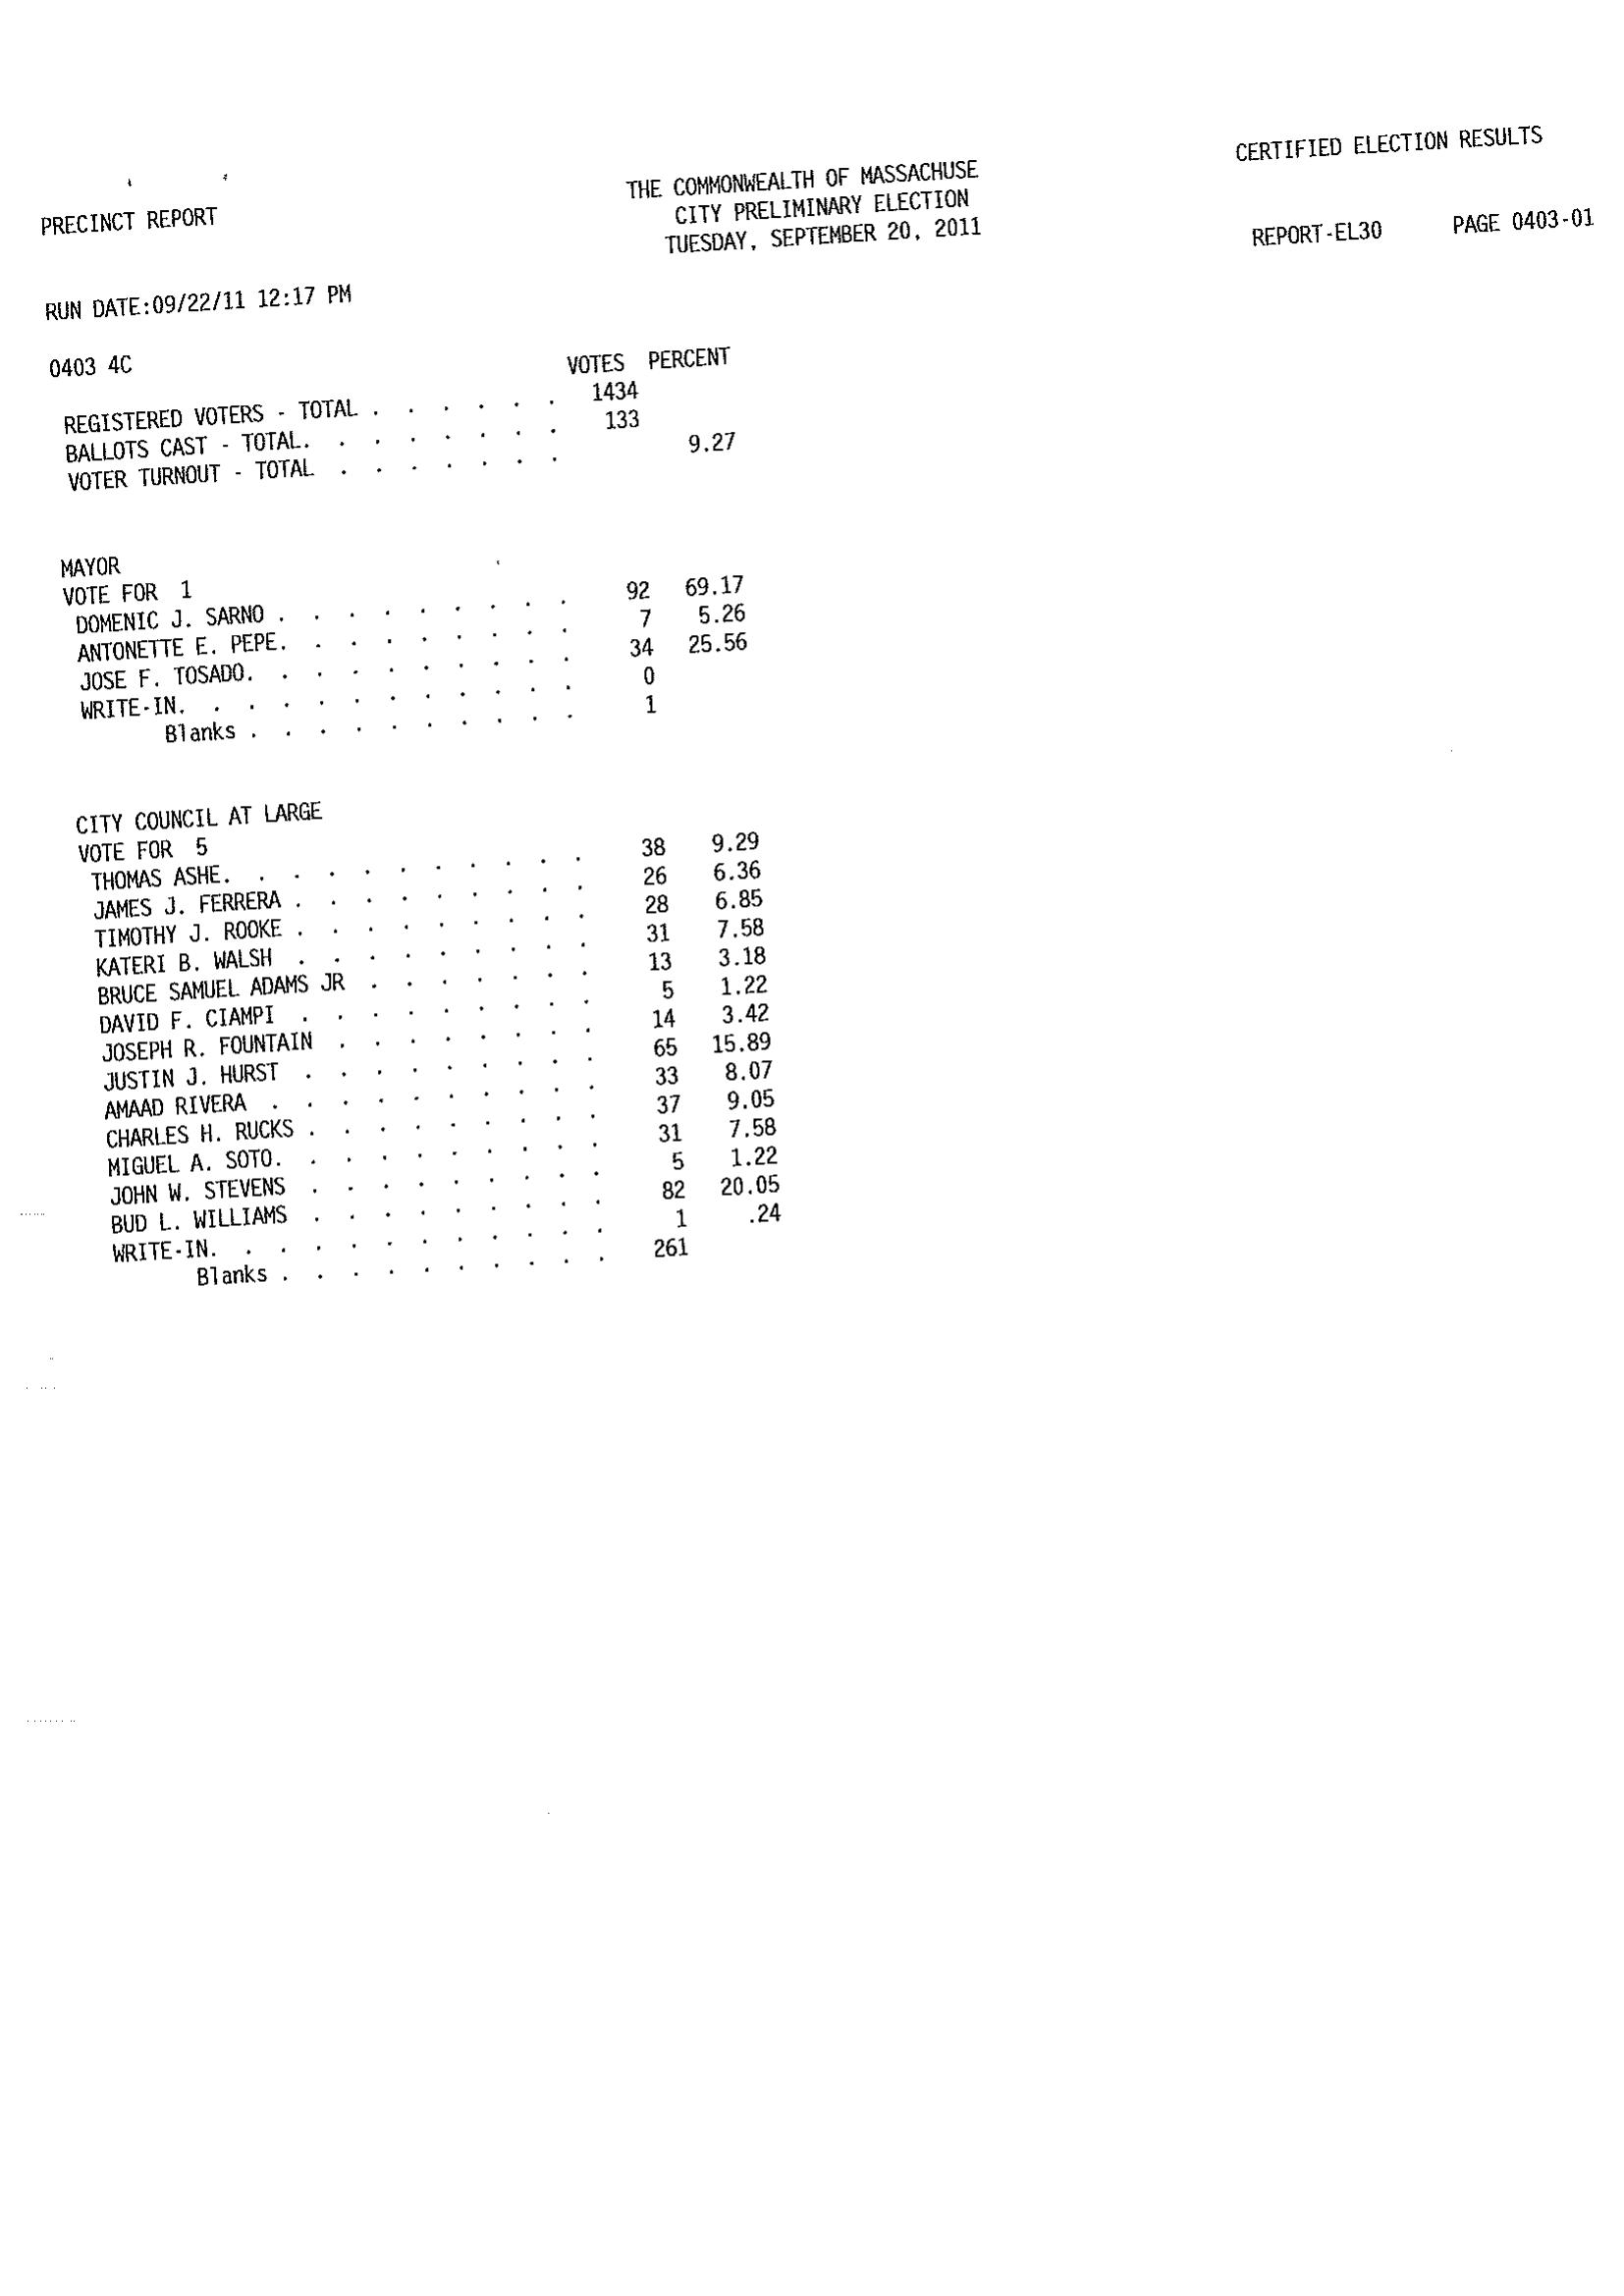 CERTIFIED ELECTION RESULTS
THE COMMONWEALTH OF MASSACHUSE
PRECINCT REPORT CITY PRELIMINARY ELECTION
TUESDAY, SEPTEMBER 20, 2011 REPORT-EL30 PAGE 0403-01
RUN DATE:09/22/11 12:17 PM
0403 4C
VOTES PERCENT
REGISTERED VOTERS - TOTAL . . . . . . 1434
BALLOTS CAST - TOTAL. . . . . . . . 133
VOTER TURNOUT - TOTAL . . . . . . . 9.27
MAYOR
VOTE FOR 1
DOMENIC J. SARNO . . . . . . . . . 92 69.17
ANTONETTE E. PEPE. . . . . . . . . 7 5.26
JOSE F. TOSADO. . . . . . . . . . 34 25.56
WRITE-IN. . . . . . . . . . . . 0
Blanks . . . . . . . . . . 1
CITY COUNCIL AT LARGE
VOTE FOR 5
THOMAS ASHE. . . . . . . . . . . 38 9.29
JAMES J. FERRERA . . . . . . . . . 26 6.36
TIMOTHY J. ROOKE . . . . . . . . . 28 6.85
KATERI B. WALSH . . . . . . . . . 31 7.58
BRUCE SAMUEL ADAMS JR . . . . . . . 13 3.18
DAVID F. CIAMPI . . . . . . . . . 5 1.22
JOSEPH R. FOUNTAIN . . . . . . . . 14 3.42
JUSTIN J. HURST . . . . . . . . . 65 15.89
AMAAD RIVERA . . . . . . . . . . 33 8.07
CHARLES H. RUCKS . . . . . . . . . 37 9.05
MIGUEL A. SOTO. . . . . . . . . . 31 7.58
JOHN W. STEVENS . . . . . . . . . 5 1.22
BUD L. WILLIAMS . . . . . . . . . 82 20.05
WRITE-IN. . . . . . . . . . . . 1 .24
Blanks . . . . . . . . . . 261